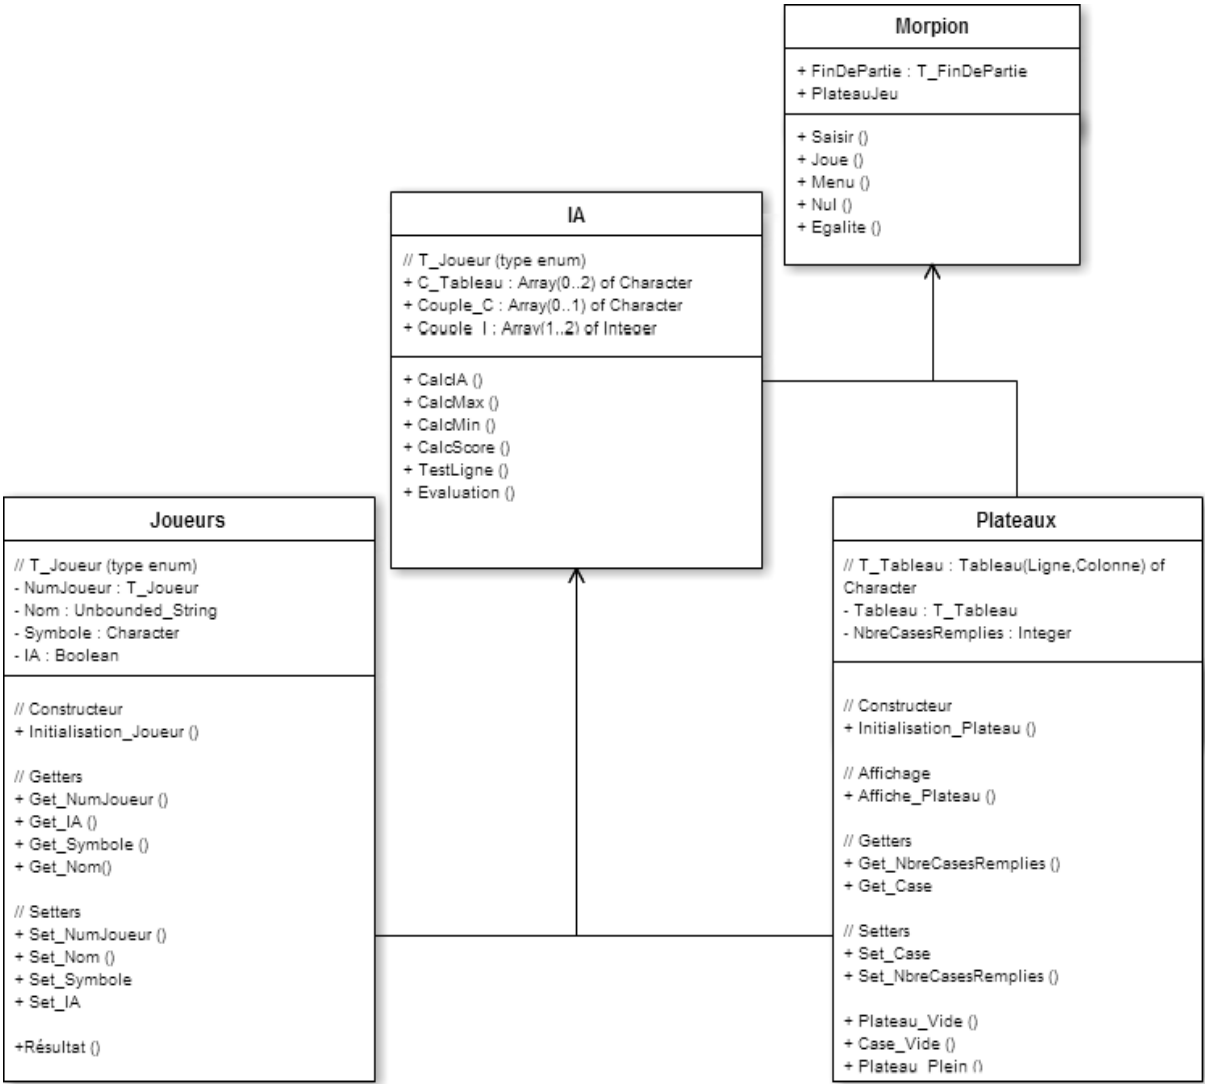 Morpion
+ FinDePartie : T_FinDePartie
+ PlateauJeu
+ Saisir ()
+ Joue ()
+ Menu ()
+ Nul ()
+ Egalite ()
IA
// T_Joueur (type enum)
+ C_Tableau : Array(0..2) of Character
+ Couple_C : Array(0..1) of Character
+ Couple_I : Array(1..2) of Integer
+ CalcIA ()
+ CalcMax ()
+ CalcMin ()
+ CalcScore ()
+ TestLigne ()
+ Evaluation ()
Joueurs
// T_Joueur (type enum)
- NumJoueur : T_Joueur
- Nom : Unbounded_String
- Symbole : Character
- IA : Boolean
// Constructeur
+ Initialisation_Joueur ()
// Getters
+ Get_NumJoueur ()
+ Get_IA ()
+ Get_Symbole ()
+ Get_Nom()
// Setters
+ Set_NumJoueur ()
+ Set_Nom ()
+ Set_Symbole
+ Set_IA
+Résultat ()
Plateaux
// T_Tableau : Tableau(Ligne,Colonne) of
Character
- Tableau : T_Tableau
- NbreCasesRemplies : Integer
// Constructeur
+ Initialisation_Plateau ()
// Affichage
+ Affiche_Plateau ()
// Getters
+ Get_NbreCasesRemplies ()
+ Get_Case
// Setters
+ Set_Case
+ Set_NbreCasesRemplies ()
+ Plateau_Vide ()
+ Case_Vide ()
+ Plateau_Plein ()